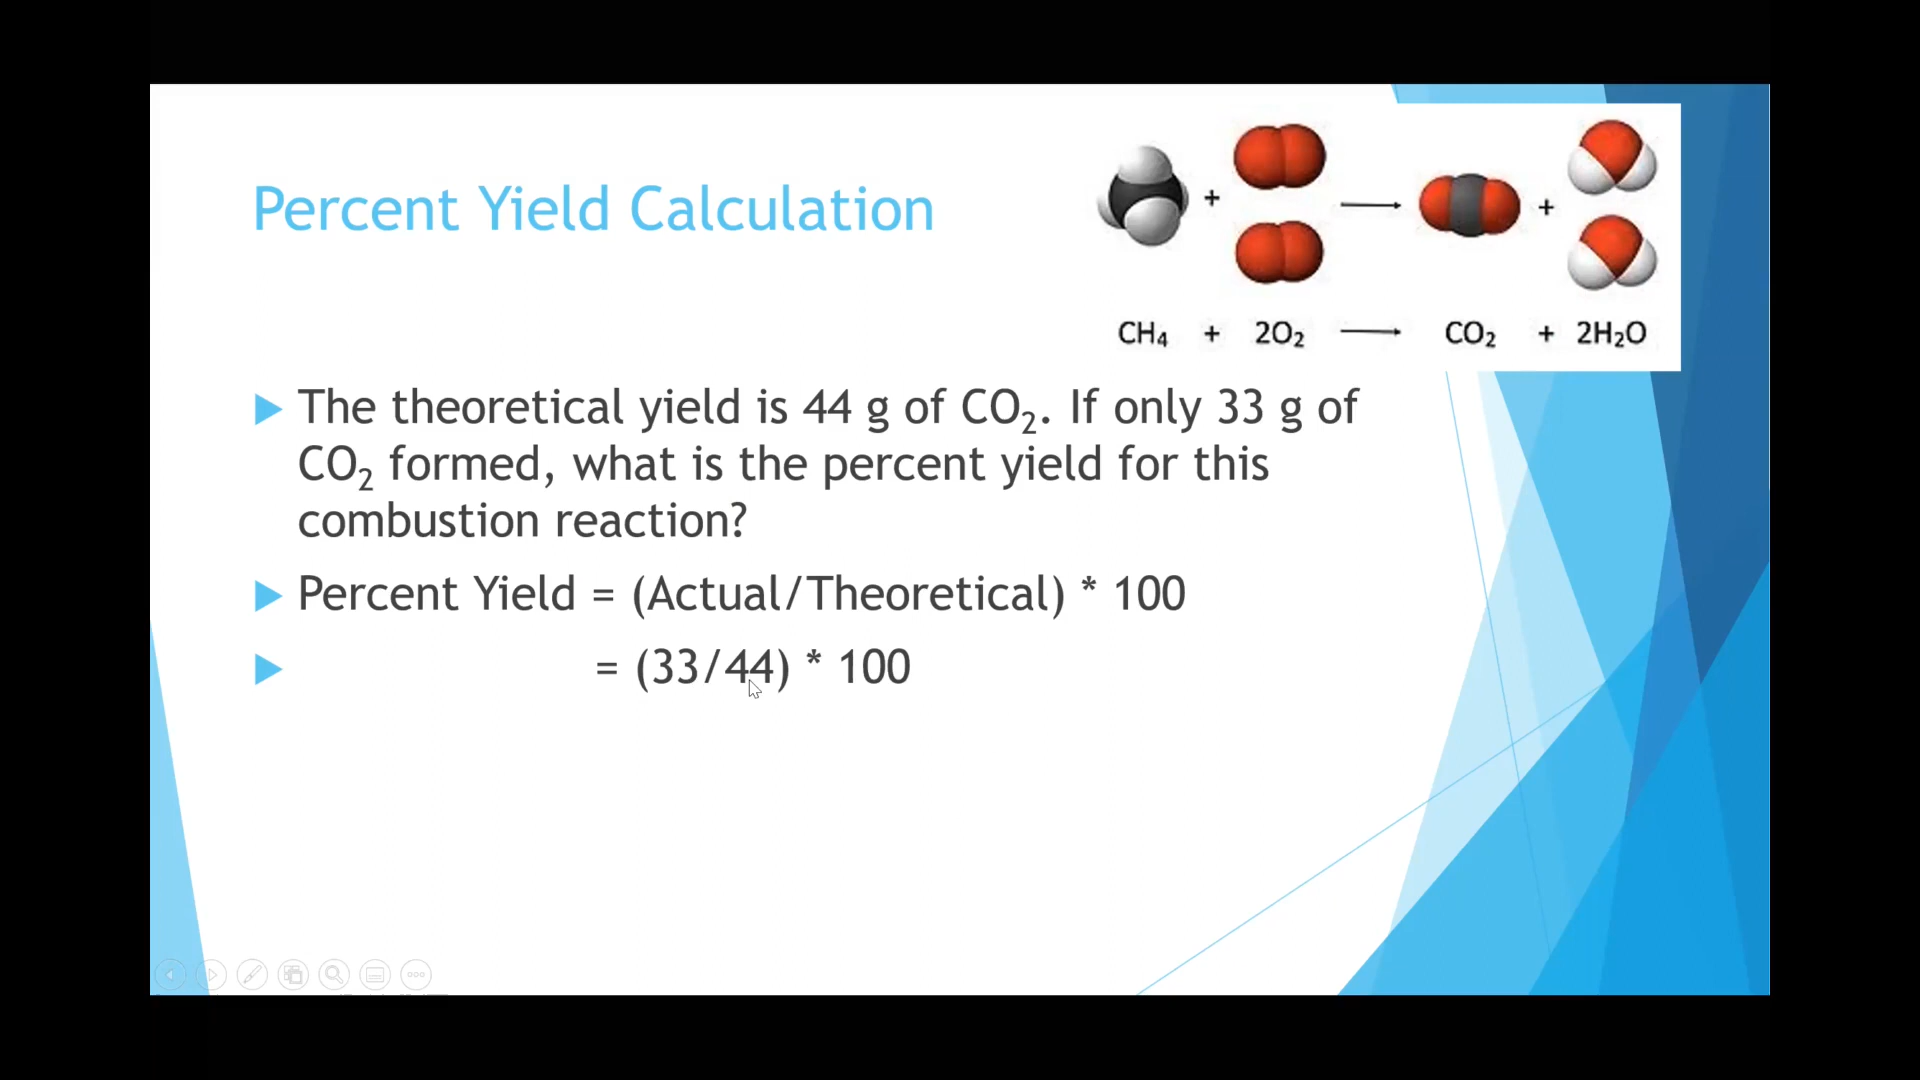 Percent Yield Calculation
+ +
CH₄ + 2O₂ → CO₂ + 2H₂O
The theoretical yield is 44 g of CO₂. If only 33 g of
CO₂ formed, what is the percent yield for this
combustion reaction?
Percent Yield = (Actual/Theoretical) * 100
= (33/44) * 100